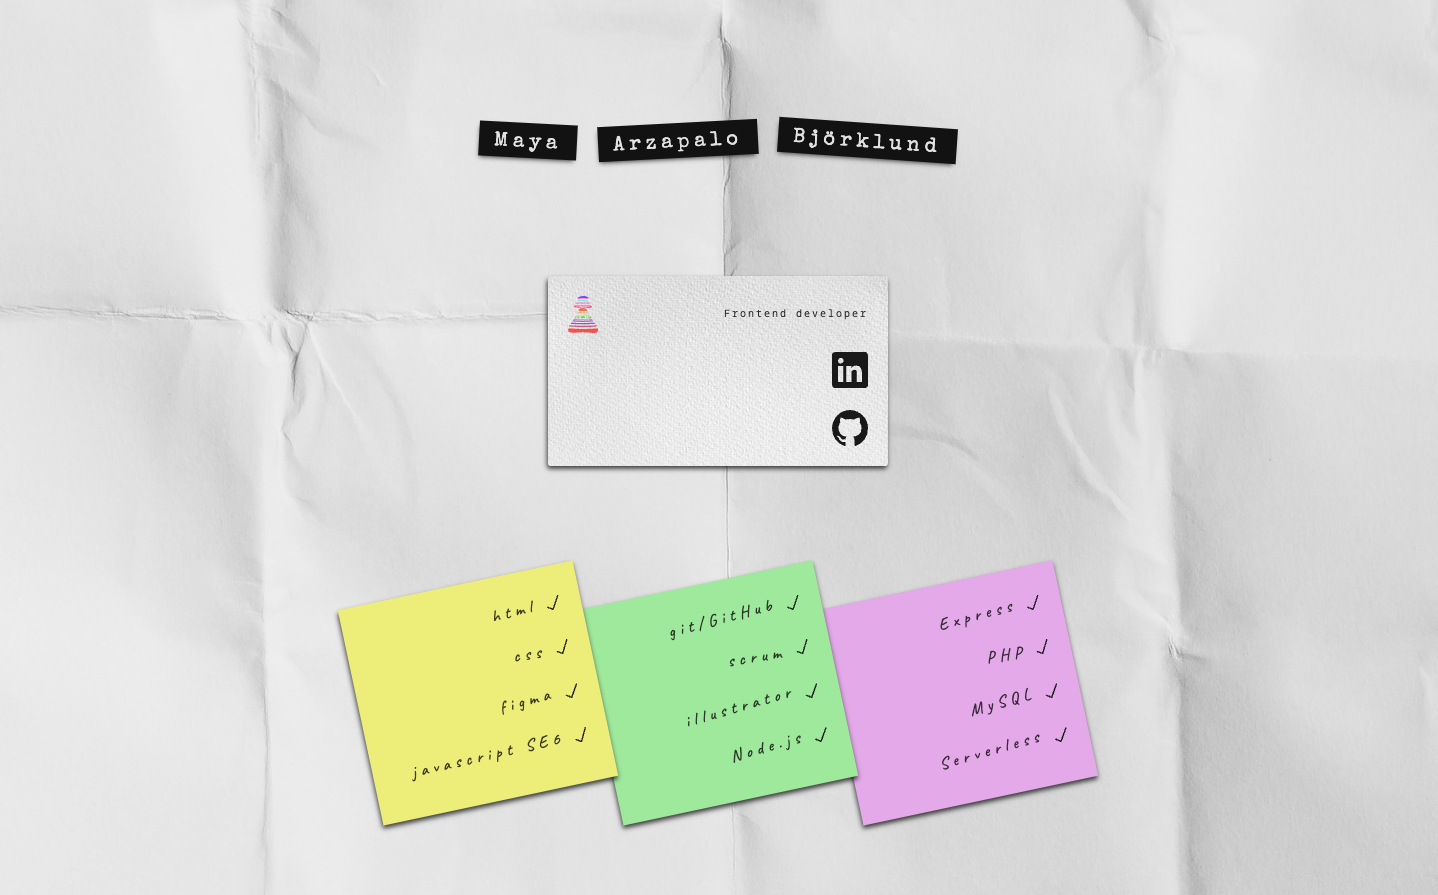 Maya Arzapalo Björklund
Frontend developer
in
html
css
figma
javascript SE6
git/GitHub
scrum
illustrator
Node.js
Express
PHP
MySQL
Serverless